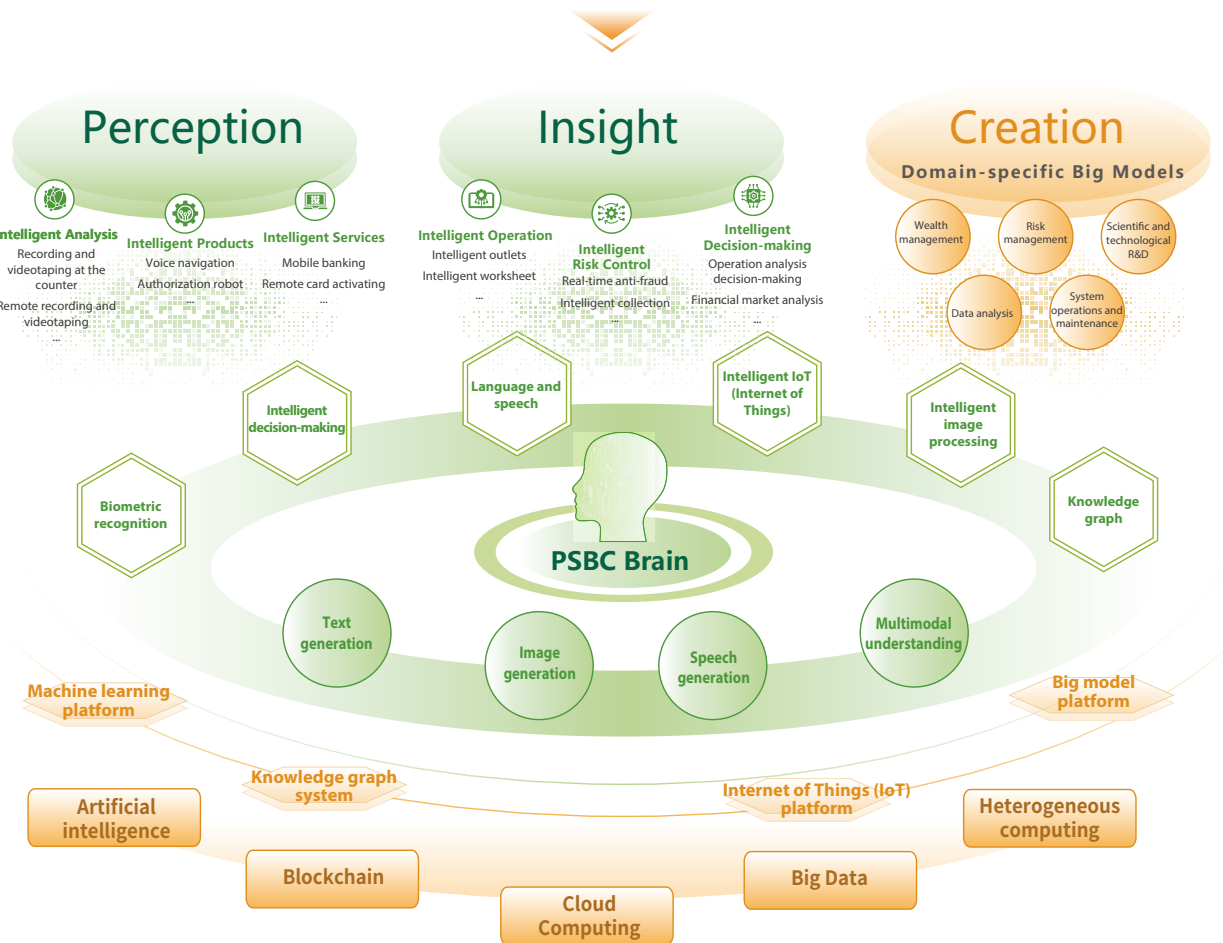 Perception
Intelligent Analysis
Recording and
videotaping at the
counter
Remote recording and
videotaping
...
Intelligent Products
Voice navigation
Authorization robot
...
Intelligent Services
Mobile banking
Remote card activating
...
Insight
Intelligent Operation
Intelligent outlets
Intelligent worksheet
...
Intelligent
Risk Control
Real-time anti-fraud
Intelligent collection
...
Intelligent
Decision-making
Operation analysis
decision-making
Financial market analysis
...
Creation
Domain-specific Big Models
Wealth
management
Risk
management
Scientific and
technological
R&D
Data analysis
System
operations and
maintenance
Biometric
recognition
Intelligent
decision-making
Language and
speech
Intelligent IoT
(Internet of
Things)
Intelligent
image
processing
Knowledge
graph
PSBC Brain
Text
generation
Image
generation
Speech
generation
Multimodal
understanding
Machine learning
platform
Knowledge graph
system
Internet of Things (IoT)
platform
Big model
platform
Artificial
intelligence
Blockchain
Cloud
Computing
Big Data
Heterogeneous
computing